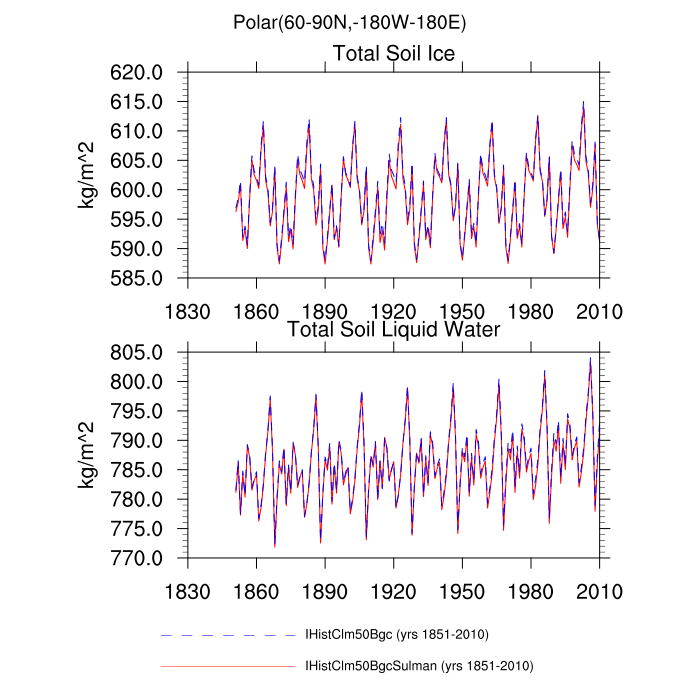 Polar(60-90N,-180W-180E)
Total Soil Ice
620.0
615.0
610.0
605.0
600.0
595.0
590.0
585.0
kg/m^2
1830 1860 1890 1920 1950 1980 2010
Total Soil Liquid Water
805.0
800.0
795.0
790.0
785.0
780.0
775.0
770.0
kg/m^2
1830 1860 1890 1920 1950 1980 2010
IHistClm50Bgc (yrs 1851-2010)
IHistClm50BgcSulman (yrs 1851-2010)